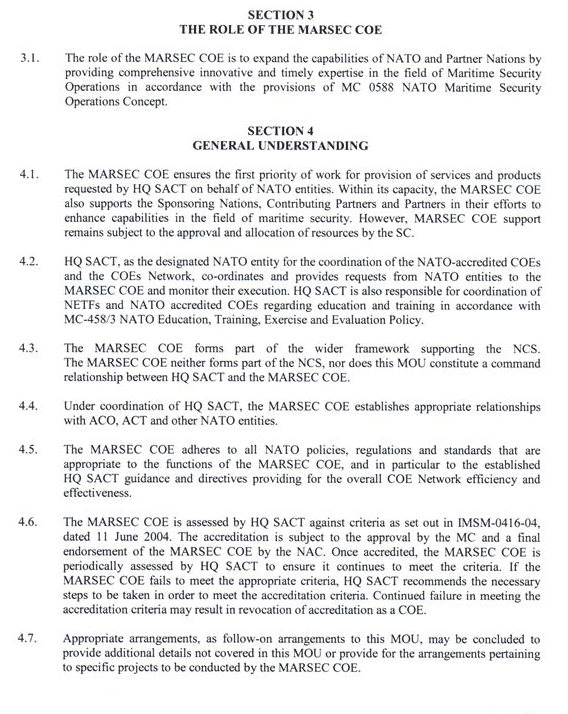 SECTION 3
THE ROLE OF THE MARSEC COE
3.1. The role of the MARSEC COE is to expand the capabilities of NATO and Partner Nations by
providing comprehensive innovative and timely expertise in the field of Maritime Security
Operations in accordance with the provisions of MC 0588 NATO Maritime Security
Operations Concept.
SECTION 4
GENERAL UNDERSTANDING
4.1. The MARSEC COE ensures the first priority of work for provision of services and products
requested by HQ SACT on behalf of NATO entities. Within its capacity, the MARSEC COE
also supports the Sponsoring Nations, Contributing Partners and Partners in their efforts to
enhance capabilities in the field of maritime security. However, MARSEC COE support
remains subject to the approval and allocation of resources by the SC.
4.2. HQ SACT, as the designated NATO entity for the coordination of the NATO-accredited COEs
and the COEs Network, co-ordinates and provides requests from NATO entities to the
MARSEC COE and monitor their execution. HQ SACT is also responsible for coordination of
NETFs and NATO accredited COEs regarding education and training in accordance with
MC-458/3 NATO Education, Training, Exercise and Evaluation Policy.
4.3. The MARSEC COE forms part of the wider framework supporting the NCS.
The MARSEC COE neither forms part of the NCS, nor does this MOU constitute a command
relationship between HQ SACT and the MARSEC COE.
4.4. Under coordination of HQ SACT, the MARSEC COE establishes appropriate relationships
with ACO, ACT and other NATO entities.
4.5. The MARSEC COE adheres to all NATO policies, regulations and standards that are
appropriate to the functions of the MARSEC COE, and in particular to the established
HQ SACT guidance and directives providing for the overall COE Network efficiency and
effectiveness.
4.6. The MARSEC COE is assessed by HQ SACT against criteria as set out in IMSM-0416-04,
dated 11 June 2004. The accreditation is subject to the approval by the MC and a final
endorsement of the MARSEC COE by the NAC. Once accredited, the MARSEC COE is
periodically assessed by HQ SACT to ensure it continues to meet the criteria. If the
MARSEC COE fails to meet the appropriate criteria, HQ SACT recommends the necessary
steps to be taken in order to meet the accreditation criteria. Continued failure in meeting the
accreditation criteria may result in revocation of accreditation as a COE.
4.7. Appropriate arrangements, as follow-on arrangements to this MOU, may be concluded to
provide additional details not covered in this MOU or provide for the arrangements pertaining
to specific projects to be conducted by the MARSEC COE.